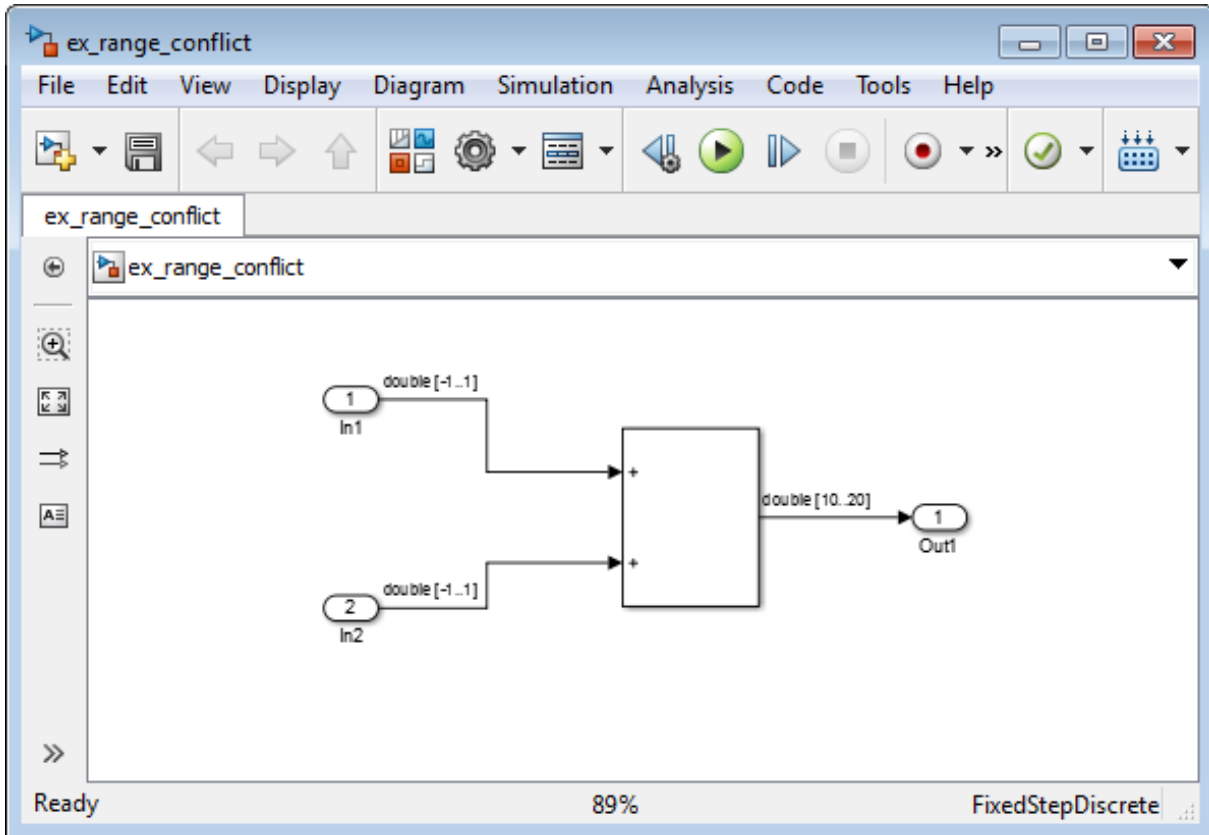 ex_range_conflict
File Edit View Display Diagram Simulation Analysis Code Tools Help
ex_range_conflict
ex_range_conflict
double [-1..1]
1
In1
+
double [10..20]
1
Out1
+
double [-1..1]
2
In2
Ready 89% FixedStepDiscrete